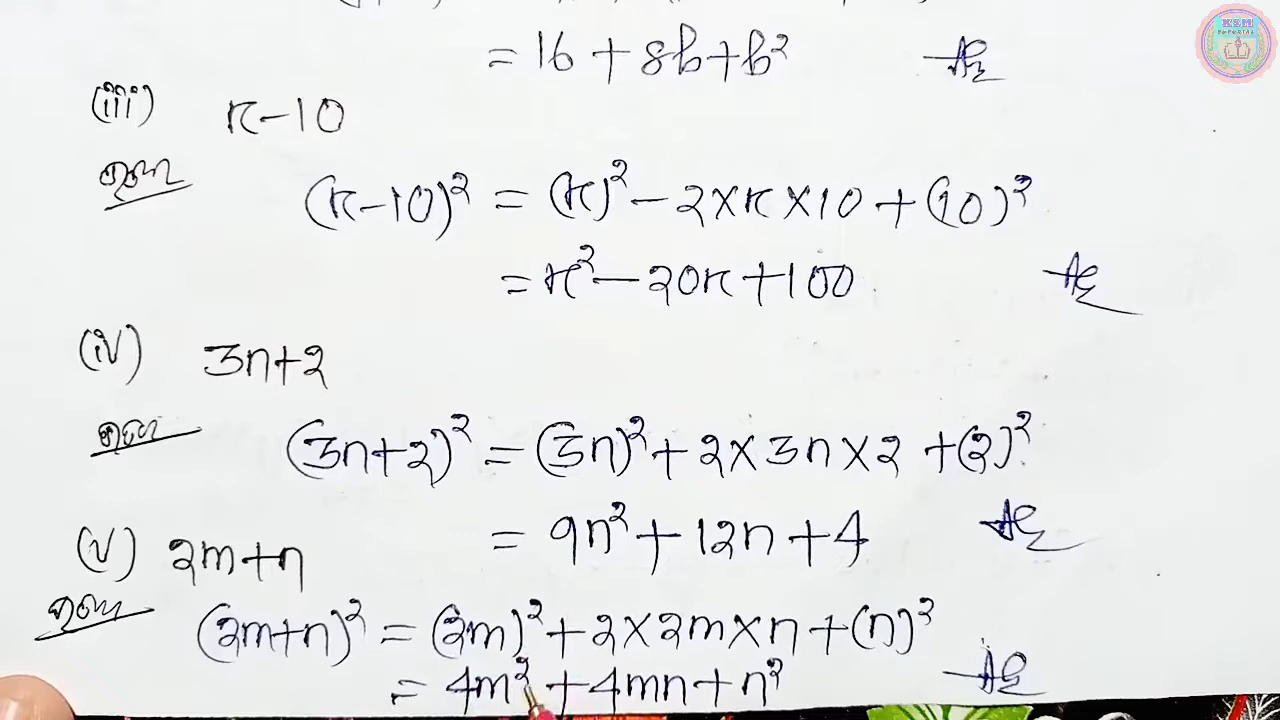 = 16 + 8b + b²
(iii) x-10
(x-10)² = (x)² - 2×x×10 + (10)²
= x² - 20x + 100
(iv) 3n+2
(3n+2)² = (3n)² + 2×3n×2 + (2)²
= 9n² + 12n + 4
(v) 2m+n
(2m+n)² = (2m)² + 2×2m×n + (n)²
= 4m² + 4mn + n²
KSM